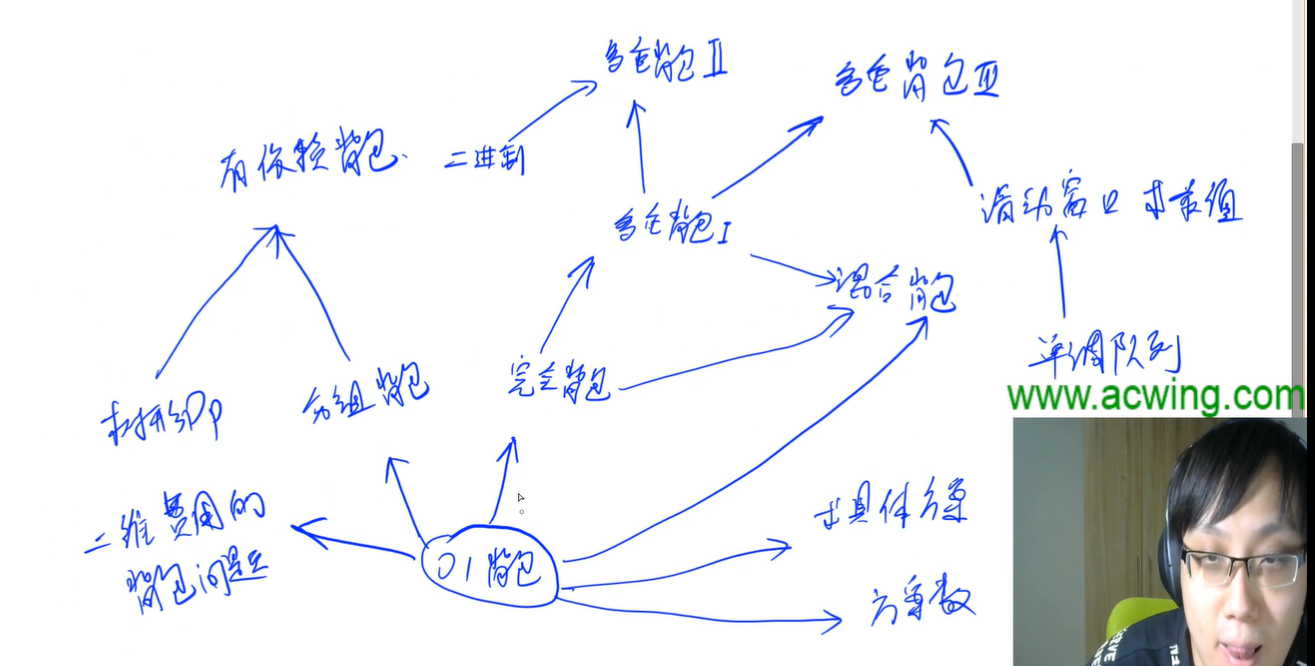 多重背包 II
多重背包 III
有依赖背包
二进制
滑动窗口 求最值
多重背包 I
混合背包
单调队列
www.acwing.com
完全背包
分组背包
树形DP
二维费用的
背包问题
求具体方案
01背包
方案数